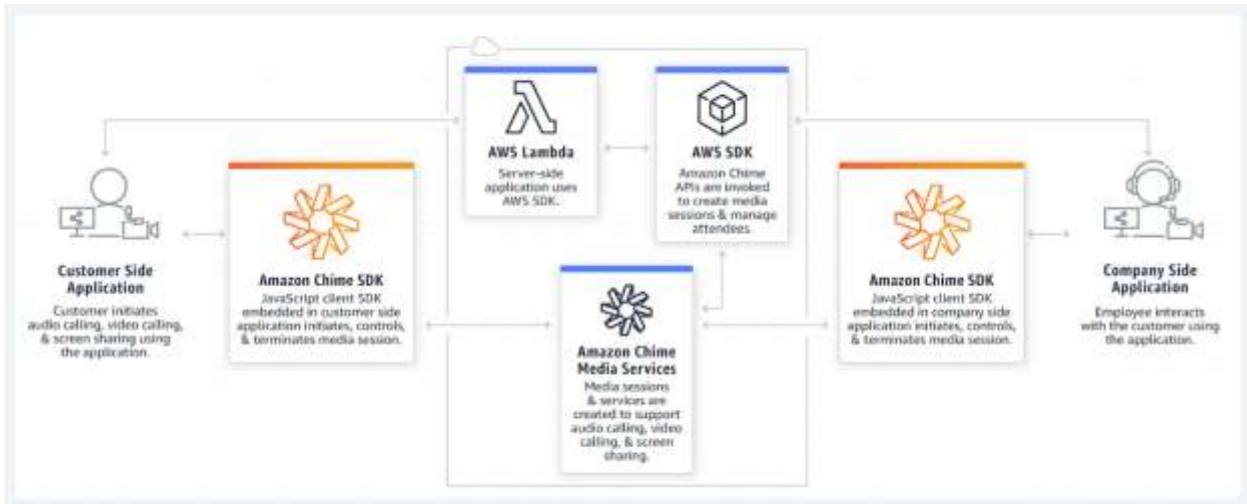 AWS Lambda
Server-side
application uses
AWS SDK.
AWS SDK
Amazon Chime
APIs are invoked
to create media
sessions & manage
attendees.
Customer Side
Application
Customer initiates
audio calling, video calling,
& screen sharing using
the application.
Amazon Chime SDK
JavaScript client SDK
embedded in customer side
application initiates, controls,
& terminates media session.
Amazon Chime
Media Services
Media sessions
& services are
created to support
audio calling, video
calling, & screen
sharing.
Amazon Chime SDK
JavaScript client SDK
embedded in company side
application initiates, controls,
& terminates media session.
Company Side
Application
Employee interacts
with the customer using
the application.